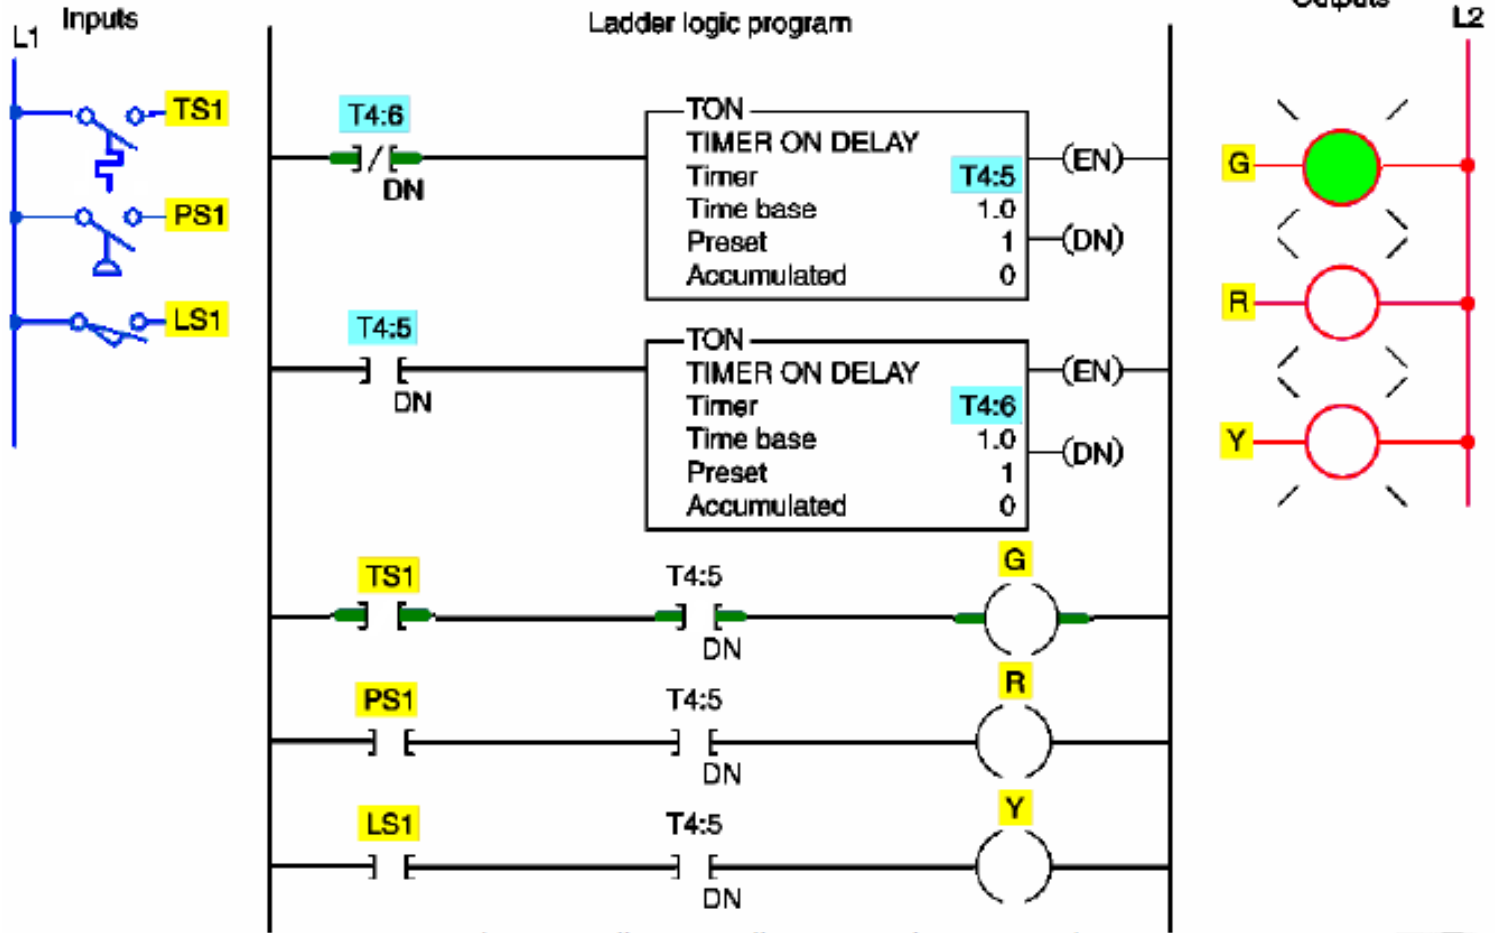 Inputs
Ladder logic program
Outputs
L1
L2
TS1
PS1
LS1
T4:6
DN
TON
TIMER ON DELAY
Timer T4:5
Time base 1.0
Preset 1
Accumulated 0
(EN)
(DN)
T4:5
DN
TON
TIMER ON DELAY
Timer T4:6
Time base 1.0
Preset 1
Accumulated 0
(EN)
(DN)
TS1 T4:5 G
DN
PS1 T4:5 R
DN
LS1 T4:5 Y
DN
G
R
Y